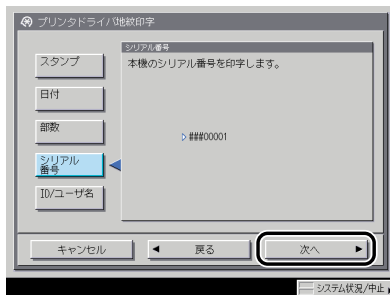 プリンタドライバ地紋印字
シリアル番号
スタンプ
本機のシリアル番号を印字します。
日付
部数
###00001
シリアル
番号
ID/ユーザ名
キャンセル
戻る
次へ
システム状況/中止